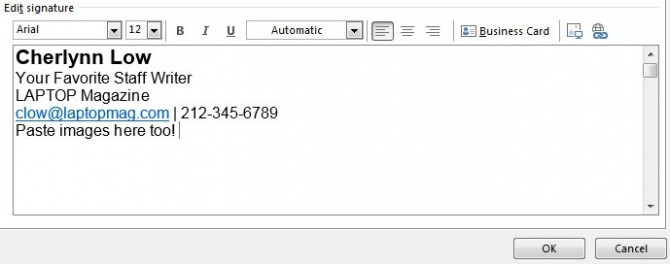 Edit signature
Arial 12 B I U Automatic Business Card
Cherlynn Low
Your Favorite Staff Writer
LAPTOP Magazine
clow@laptopmag.com | 212-345-6789
Paste images here too!
OK Cancel